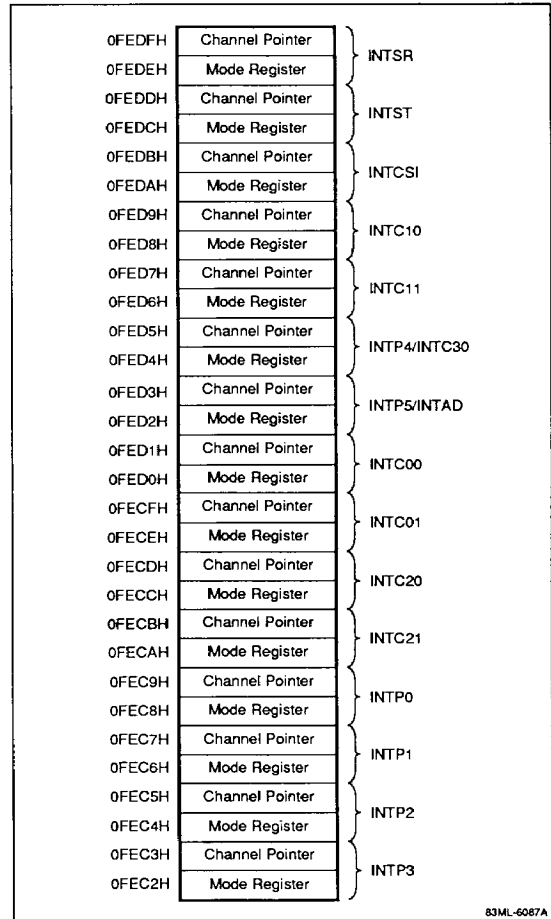 0FEDFH Channel Pointer
INTSR
0FEDEH Mode Register
0FEDDH Channel Pointer
INTST
0FEDCH Mode Register
0FEDBH Channel Pointer
INTCSI
0FEDAH Mode Register
0FED9H Channel Pointer
INTC10
0FED8H Mode Register
0FED7H Channel Pointer
INTC11
0FED6H Mode Register
0FED5H Channel Pointer
INTP4/INTC30
0FED4H Mode Register
0FED3H Channel Pointer
INTP5/INTAD
0FED2H Mode Register
0FED1H Channel Pointer
INTC00
0FED0H Mode Register
0FECFH Channel Pointer
INTC01
0FECEH Mode Register
0FECDH Channel Pointer
INTC20
0FECCH Mode Register
0FECBH Channel Pointer
INTC21
0FECAH Mode Register
0FEC9H Channel Pointer
INTP0
0FEC8H Mode Register
0FEC7H Channel Pointer
INTP1
0FEC6H Mode Register
0FEC5H Channel Pointer
INTP2
0FEC4H Mode Register
0FEC3H Channel Pointer
INTP3
0FEC2H Mode Register
83ML-6087A